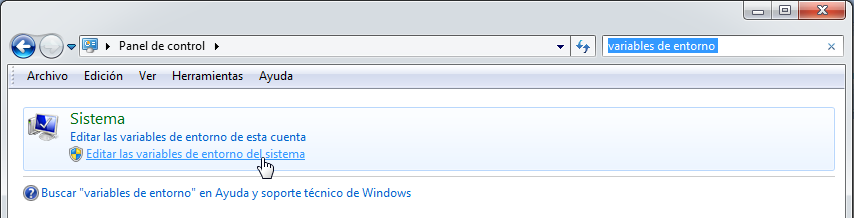 Panel de control
variables de entorno
Archivo Edición Ver Herramientas Ayuda
Sistema
Editar las variables de entorno de esta cuenta
Editar las variables de entorno del sistema
Buscar "variables de entorno" en Ayuda y soporte técnico de Windows